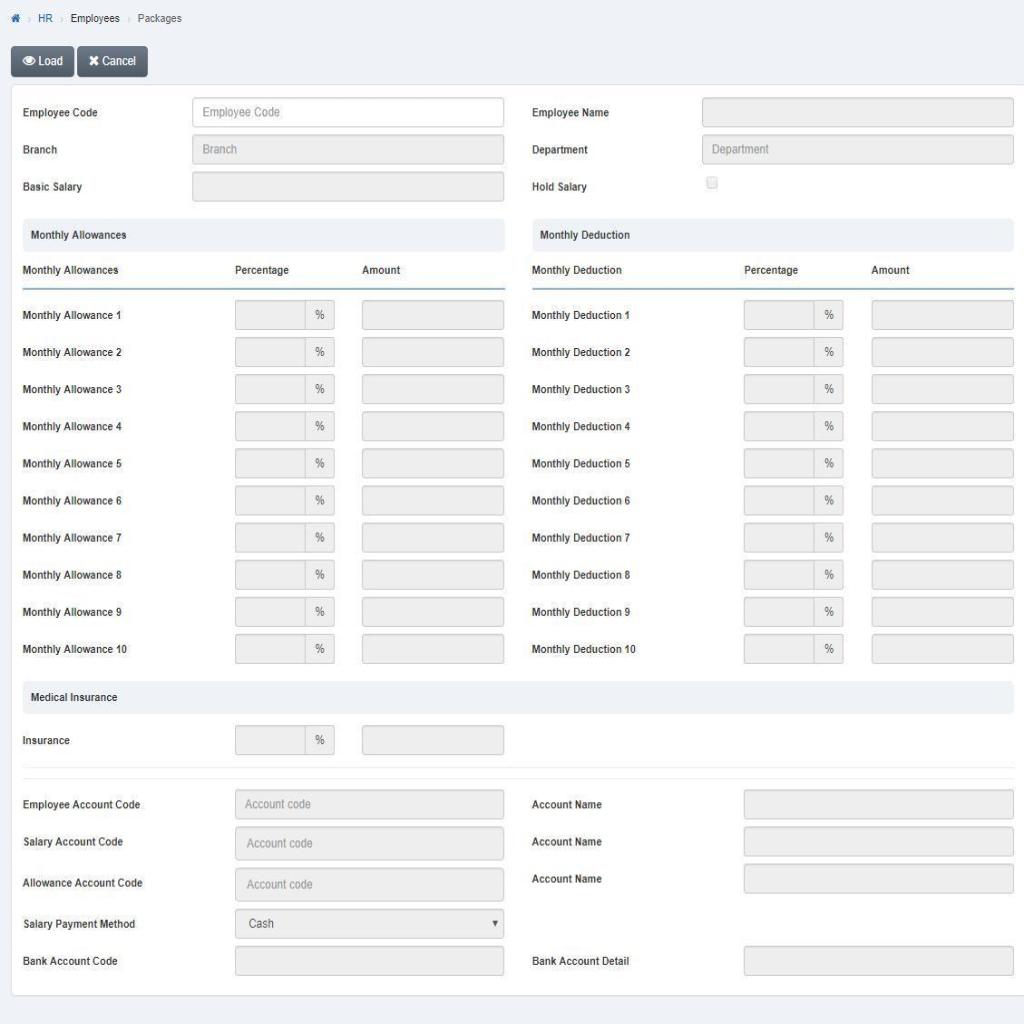 HR › Employees › Packages
Load Cancel
Employee Code Employee Code Employee Name
Branch Branch Department Department
Basic Salary Hold Salary
Monthly Allowances Monthly Deduction
Monthly Allowances Percentage Amount Monthly Deduction Percentage Amount
Monthly Allowance 1 % Monthly Deduction 1 %
Monthly Allowance 2 % Monthly Deduction 2 %
Monthly Allowance 3 % Monthly Deduction 3 %
Monthly Allowance 4 % Monthly Deduction 4 %
Monthly Allowance 5 % Monthly Deduction 5 %
Monthly Allowance 6 % Monthly Deduction 6 %
Monthly Allowance 7 % Monthly Deduction 7 %
Monthly Allowance 8 % Monthly Deduction 8 %
Monthly Allowance 9 % Monthly Deduction 9 %
Monthly Allowance 10 % Monthly Deduction 10 %
Medical Insurance
Insurance %
Employee Account Code Account code Account Name
Salary Account Code Account code Account Name
Allowance Account Code Account code Account Name
Salary Payment Method Cash
Bank Account Code Bank Account Detail